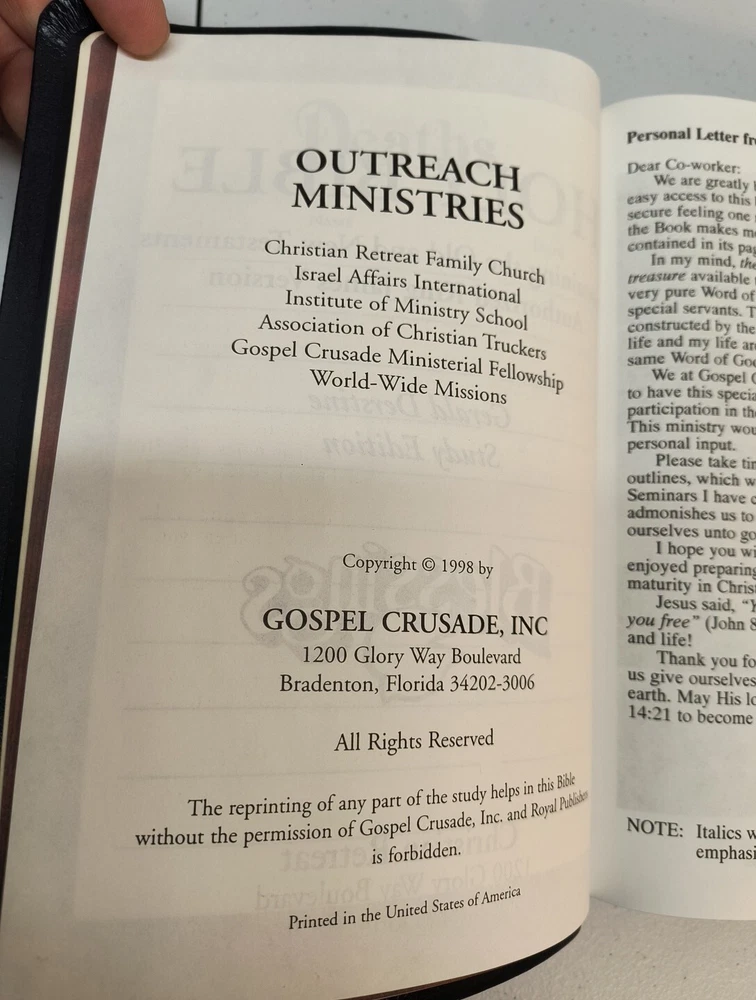 OUTREACH
MINISTRIES
Christian Retreat Family Church
Israel Affairs International
Institute of Ministry School
Association of Christian Truckers
Gospel Crusade Ministerial Fellowship
World-Wide Missions
Copyright © 1998 by
GOSPEL CRUSADE, INC
1200 Glory Way Boulevard
Bradenton, Florida 34202-3006
All Rights Reserved
The reprinting of any part of the study helps in this Bible
without the permission of Gospel Crusade, Inc. and Royal Publishers
is forbidden.
Printed in the United States of America
Personal Letter
Dear Co-worker:
We are greatly
easy access to this
secure feeling one
the Book makes
contained in its
In my mind, the
treasure available
very pure Word of
special servants.
constructed by the
life and my life
same Word of
We at Gospel
to have this
participation in
This ministry
personal input.
Please take
outlines, which
Seminars I have
admonishes us to
ourselves unto
I hope you
enjoyed preparing
maturity in
Jesus said,
you free" (John
and life!
Thank you
us give ourselves
earth. May His
14:21 to become
NOTE: Italics